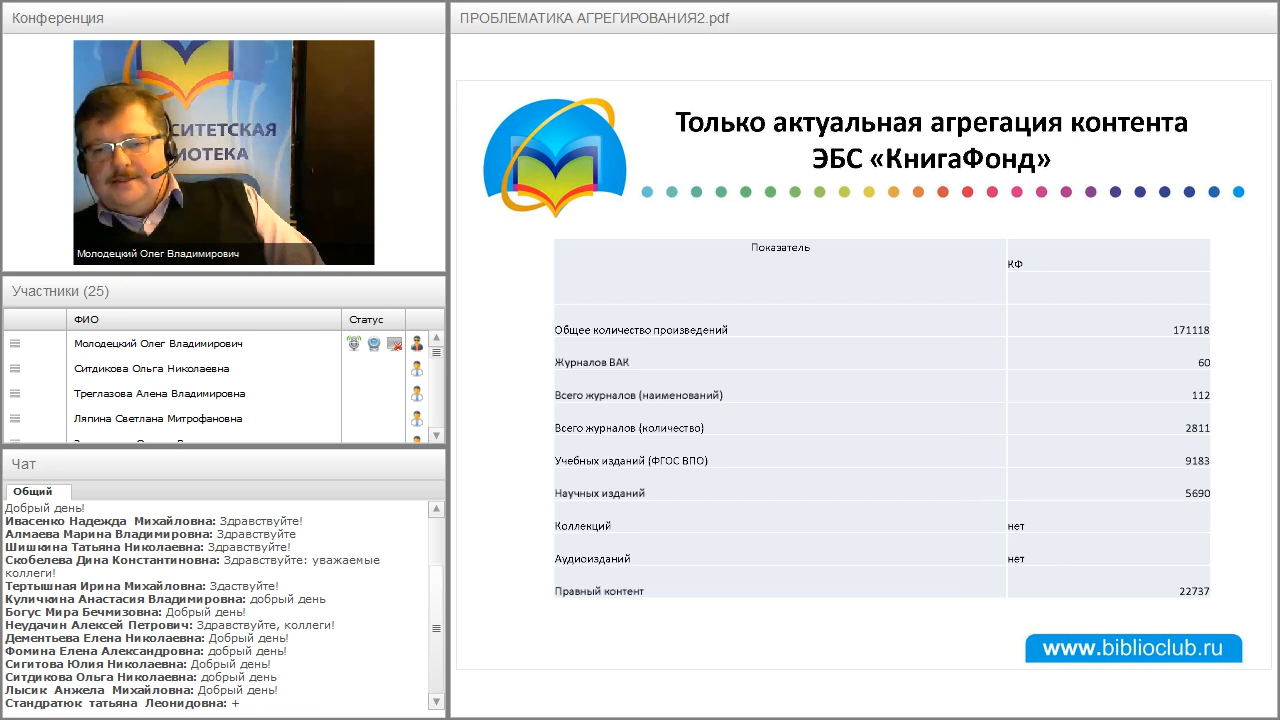 Конференция
СИТЕТСКАЯ
ИОТЕКА
Молодецкий Олег Владимирович
Участники (25)
ФИО
Статус
Молодецкий Олег Владимирович
Ситдикова Ольга Николаевна
Треглазова Алена Владимировна
Ляпина Светлана Митрофановна
Чат
Общий
Добрый день!
Ивасенко Надежда Михайловна: Здравствуйте!
Алмаева Марина Владимировна: Здравствуйте
Шишкина Татьяна Николаевна: Здравствуйте!
Скобелева Дина Константиновна: Здравствуйте: уважаемые
коллеги!
Тертышная Ирина Михайловна: Здаствуйте!
Куличкина Анастасия Владимировна: добрый день
Богус Мира Бечмизовна: Добрый день!
Неудачин Алексей Петрович: Здравствуйте, коллеги!
Дементьева Елена Николаевна: Добрый день!
Фомина Елена Александровна: добрый день!
Сигитова Юлия Николаевна: Добрый день!
Ситдикова Ольга Николаевна: добрый день
Лысик Анжела Михайловна: Добрый день!
Стандратюк татьяна Леонидовна: +
ПРОБЛЕМАТИКА АГРЕГИРОВАНИЯ2.pdf
Только актуальная агрегация контента
ЭБС «КнигаФонд»
Показатель
КФ
Общее количество произведений 171118
Журналов ВАК 60
Всего журналов (наименований) 112
Всего журналов (количество) 2811
Учебных изданий (ФГОС ВПО) 9183
Научных изданий 5690
Коллекций нет
Аудиоизданий нет
Правный контент 22737
www.biblioclub.ru